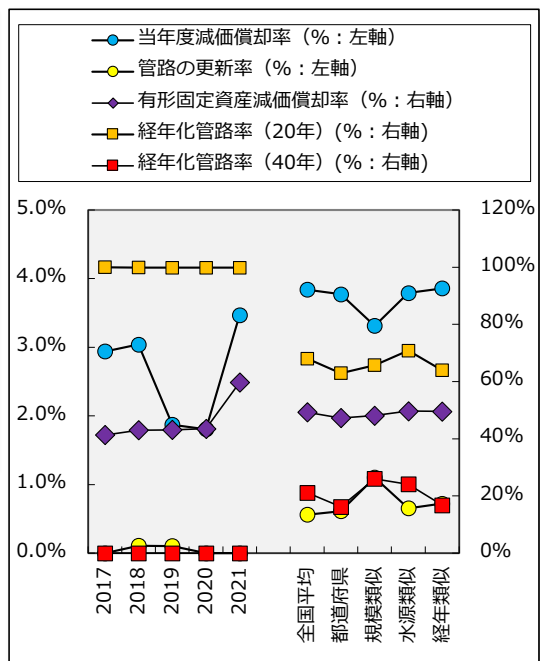 当年度減価償却率（%：左軸）
管路の更新率（%：左軸）
有形固定資産減価償却率（%：右軸）
経年化管路率（20年）(%：右軸)
経年化管路率（40年）(%：右軸)
5.0%
4.0%
3.0%
2.0%
1.0%
0.0%
120%
100%
80%
60%
40%
20%
0%
2017
2018
2019
2020
2021
全国平均
都道府県
規模類似
水源類似
経年類似